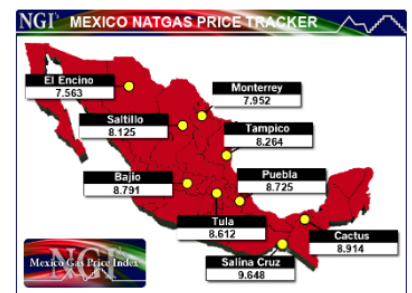 NGI's MEXICO NATGAS PRICE TRACKER
El Encino
7.563
Monterrey
7.952
Saltillo
8.125
Tampico
8.264
Bajio
8.791
Puebla
8.725
Tula
8.612
Cactus
8.914
Salina Cruz
9.648
NGI
Mexico Gas Price Index